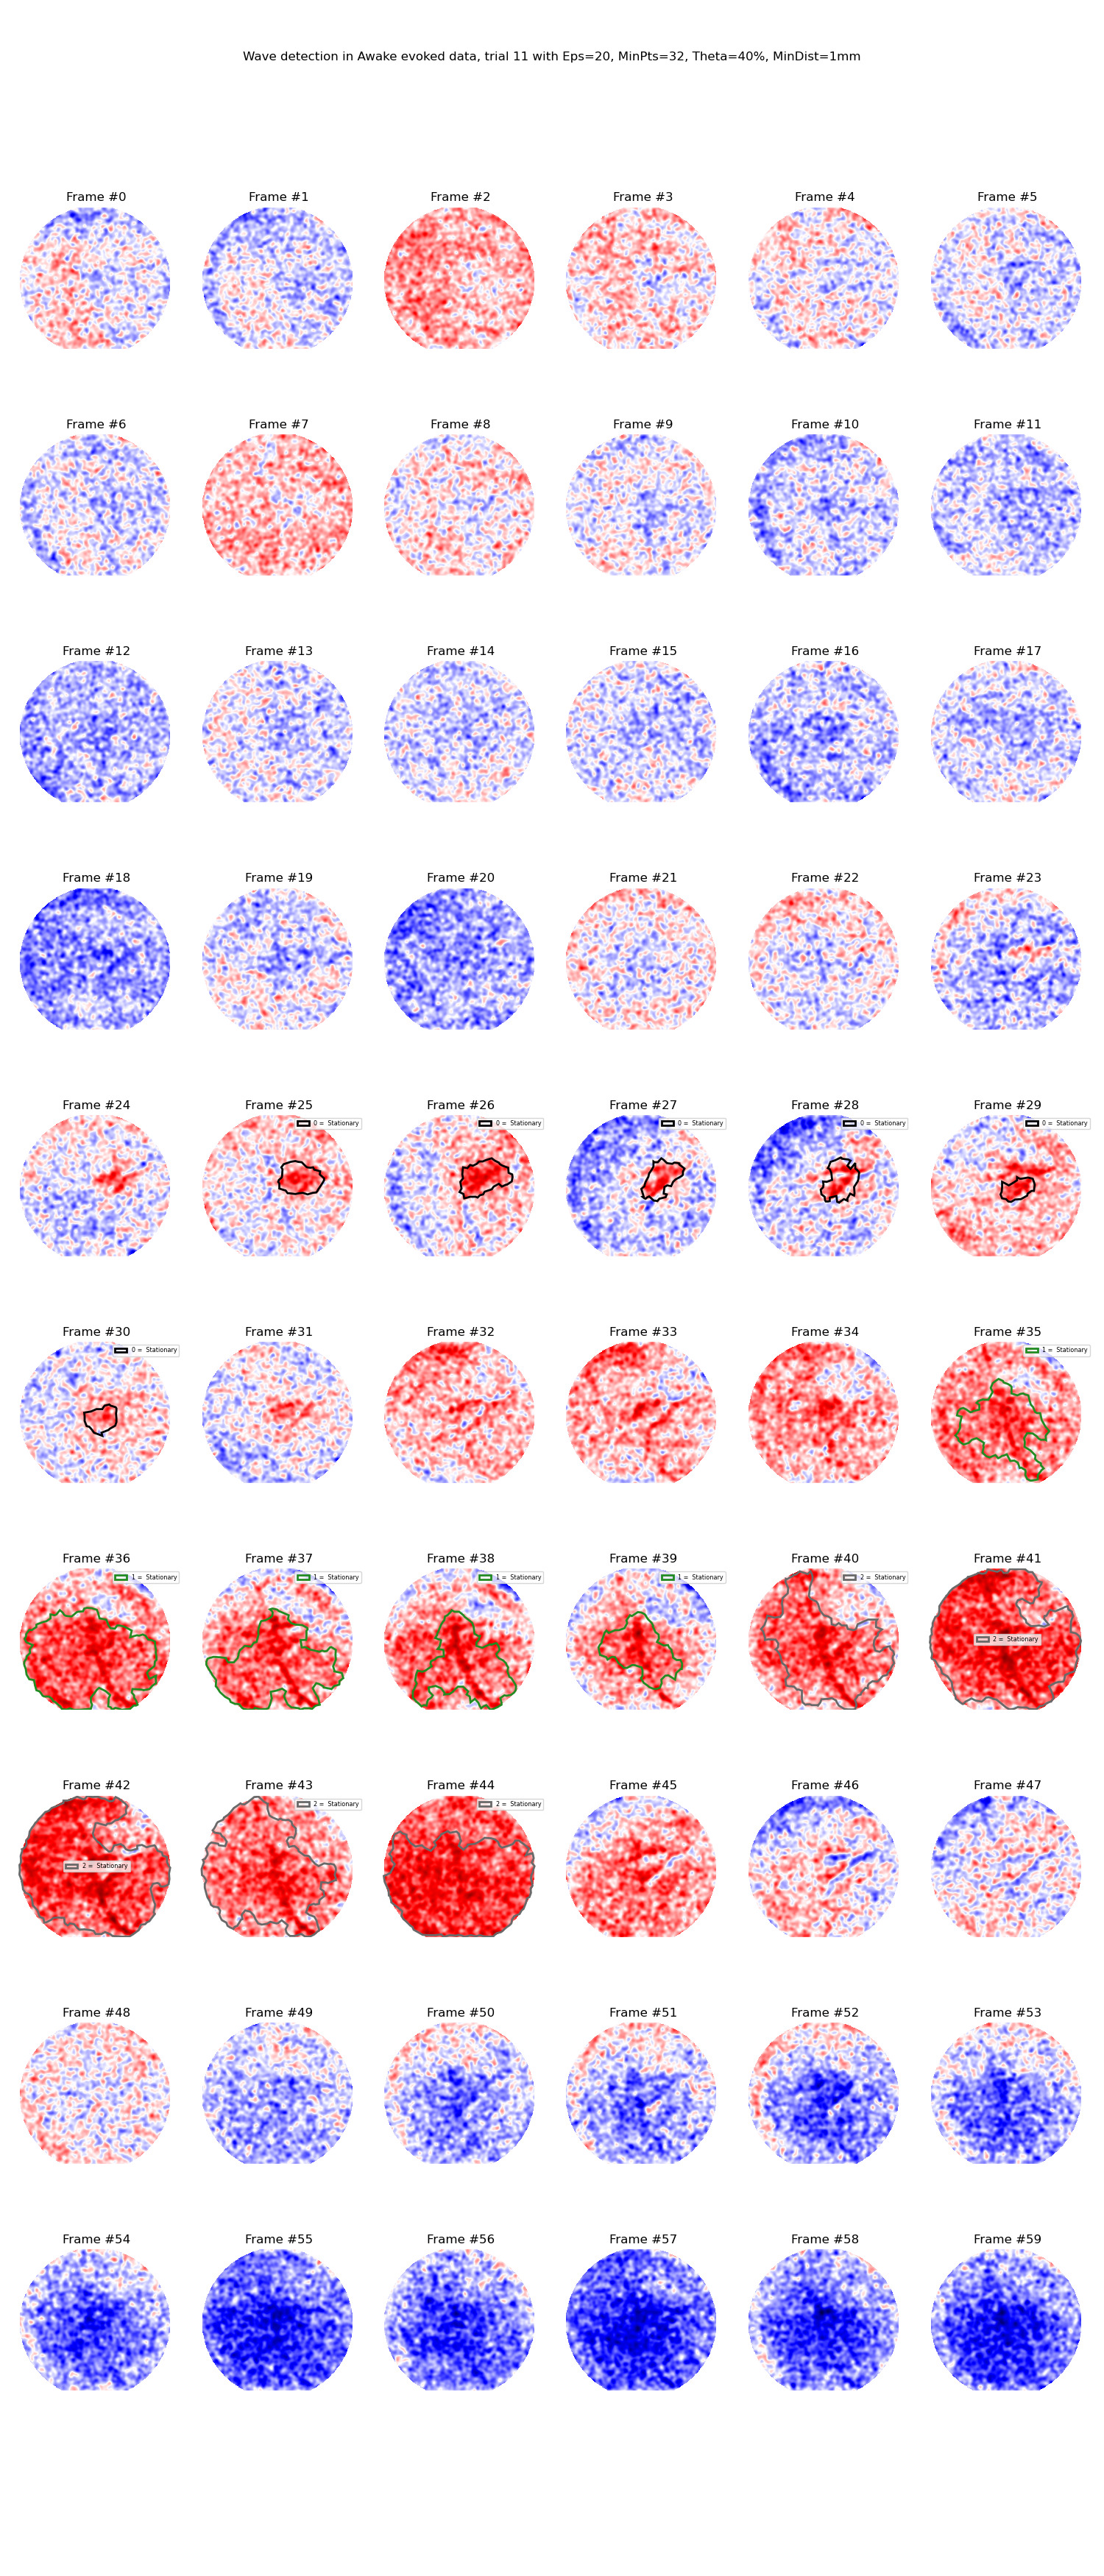 Wave detection in Awake evoked data, trial 11 with Eps=20, MinPts=32, Theta=40%, MinDist=1mm
Frame #0 Frame #1 Frame #2 Frame #3 Frame #4 Frame #5
Frame #6 Frame #7 Frame #8 Frame #9 Frame #10 Frame #11
Frame #12 Frame #13 Frame #14 Frame #15 Frame #16 Frame #17
Frame #18 Frame #19 Frame #20 Frame #21 Frame #22 Frame #23
Frame #24 Frame #25 Frame #26 Frame #27 Frame #28 Frame #29
0 = Stationary 0 = Stationary 0 = Stationary 0 = Stationary 0 = Stationary
Frame #30 Frame #31 Frame #32 Frame #33 Frame #34 Frame #35
0 = Stationary 1 = Stationary
Frame #36 Frame #37 Frame #38 Frame #39 Frame #40 Frame #41
1 = Stationary 1 = Stationary 1 = Stationary 1 = Stationary 2 = Stationary
2 = Stationary
Frame #42 Frame #43 Frame #44 Frame #45 Frame #46 Frame #47
2 = Stationary 2 = Stationary
2 = Stationary
Frame #48 Frame #49 Frame #50 Frame #51 Frame #52 Frame #53
Frame #54 Frame #55 Frame #56 Frame #57 Frame #58 Frame #59